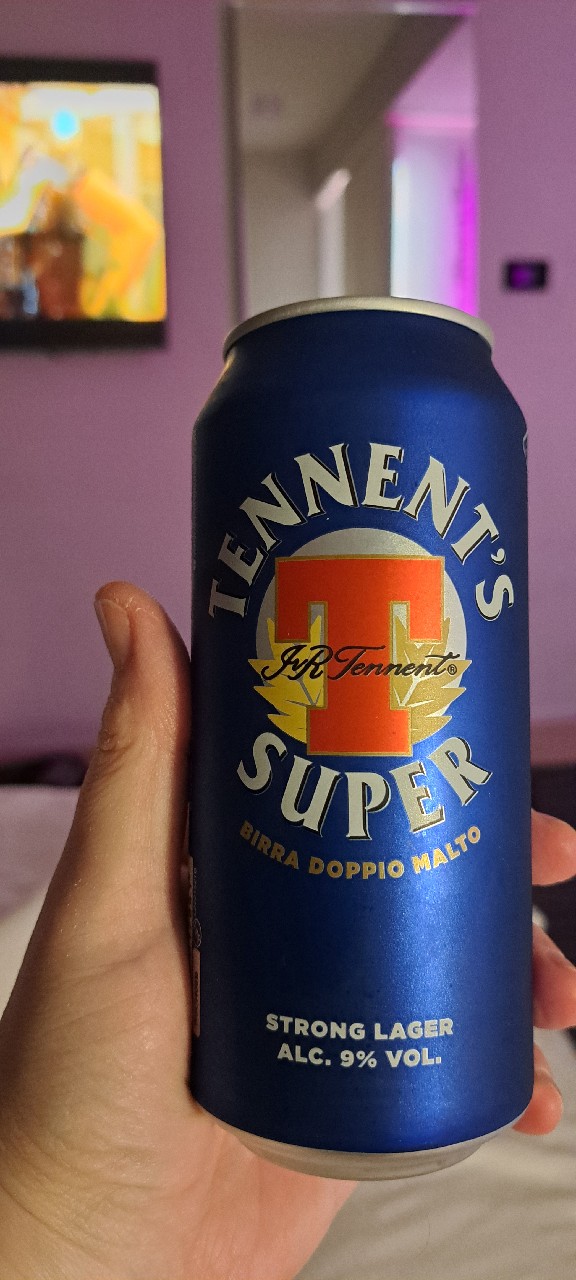 TENNENT'S
T
J&R Tennent®
SUPER
BIRRA DOPPIO MALTO
STRONG LAGER
ALC. 9% VOL.